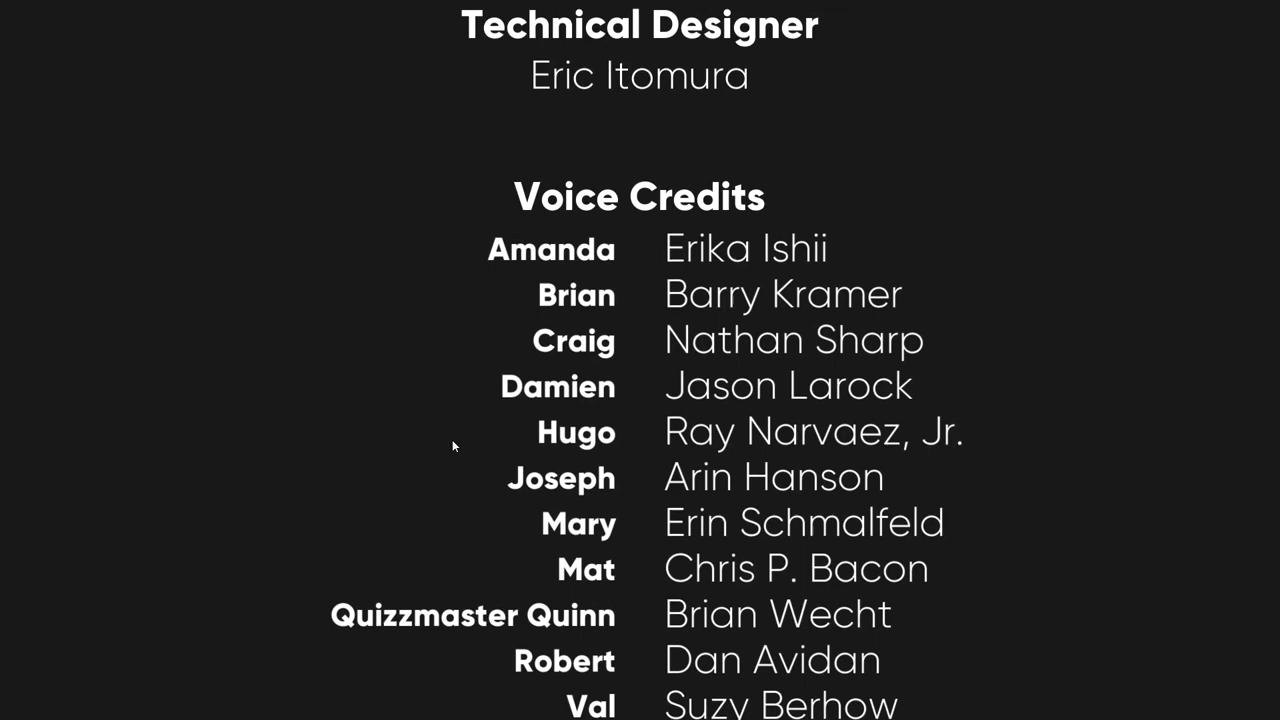 Technical Designer
Eric Itomura
Voice Credits
Amanda Erika Ishii
Brian Barry Kramer
Craig Nathan Sharp
Damien Jason Larock
Hugo Ray Narvaez, Jr.
Joseph Arin Hanson
Mary Erin Schmalfeld
Mat Chris P. Bacon
Quizzmaster Quinn Brian Wecht
Robert Dan Avidan
Val Suzy Berhow